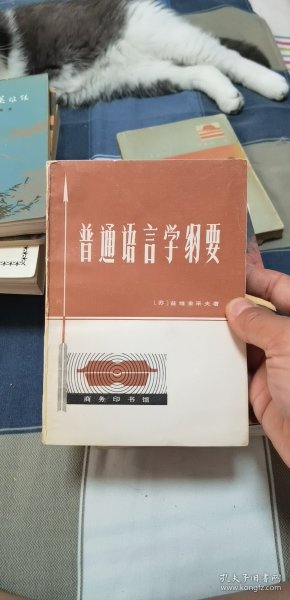 普通语言学纲要
〔苏〕兹维金采夫著
商务印书馆
孔夫子旧书网